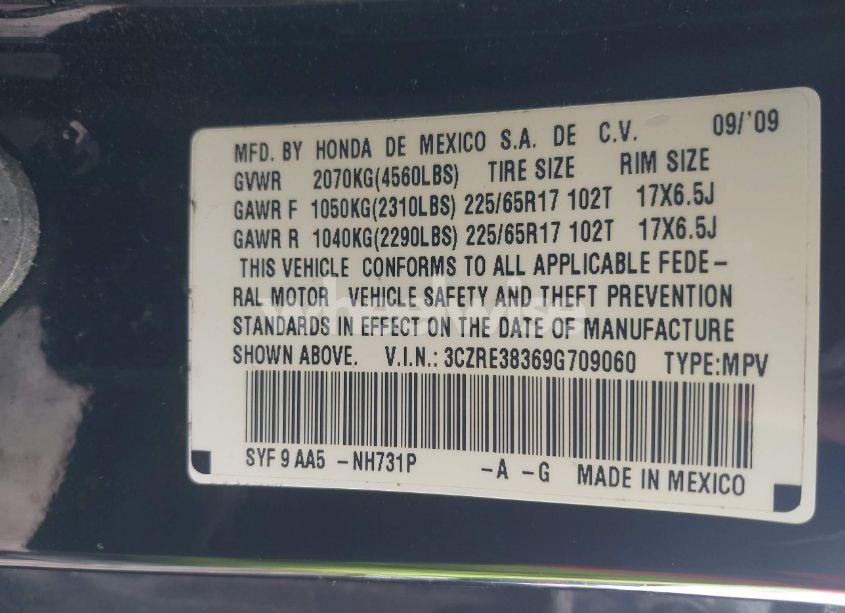 MFD. BY HONDA DE MEXICO S.A. DE C.V. 09/'09
GVWR 2070KG(4560LBS) TIRE SIZE RIM SIZE
GAWR F 1050KG(2310LBS) 225/65R17 102T 17X6.5J
GAWR R 1040KG(2290LBS) 225/65R17 102T 17X6.5J
THIS VEHICLE CONFORMS TO ALL APPLICABLE FEDE-
RAL MOTOR VEHICLE SAFETY AND THEFT PREVENTION
STANDARDS IN EFFECT ON THE DATE OF MANUFACTURE
SHOWN ABOVE. V.I.N.: 3CZRE38369G709060 TYPE:MPV
SYF 9 AA5 -NH731P -A -G MADE IN MEXICO